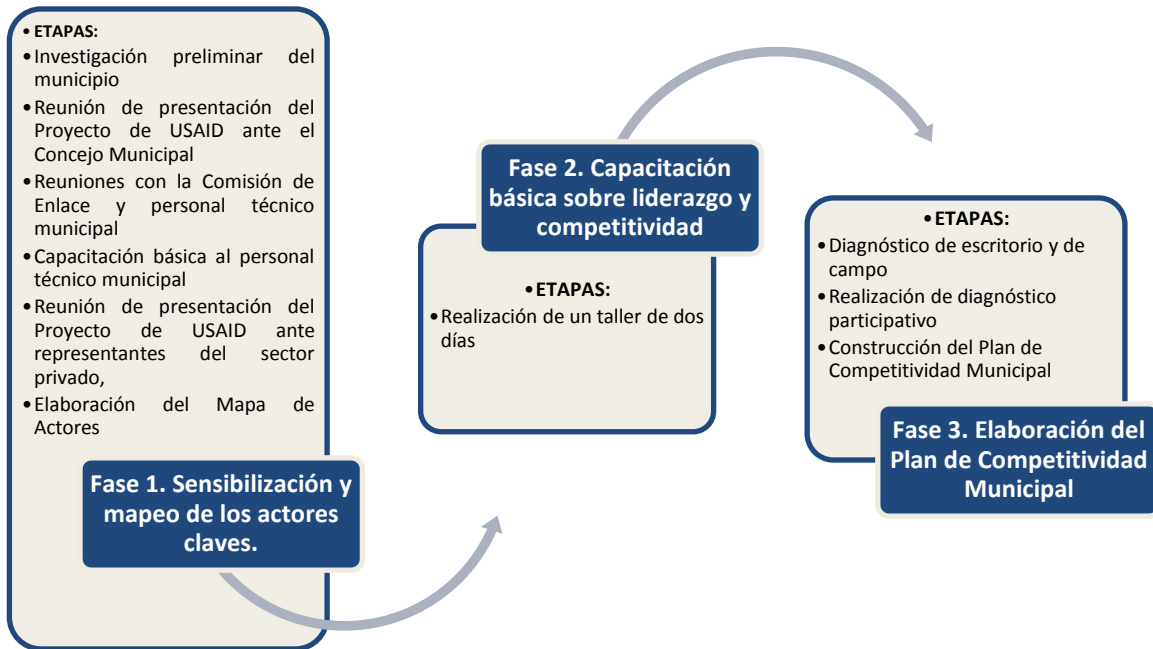 • ETAPAS:
• Investigación preliminar del
municipio
• Reunión de presentación del
Proyecto de USAID ante el
Concejo Municipal
• Reuniones con la Comisión de
Enlace y personal técnico
municipal
• Capacitación básica al personal
técnico municipal
• Reunión de presentación del
Proyecto de USAID ante
representantes del sector
privado,
• Elaboración del Mapa de
Actores
Fase 1. Sensibilización y
mapeo de los actores
claves.
Fase 2. Capacitación
básica sobre liderazgo y
competitividad
• ETAPAS:
• Realización de un taller de dos
días
• ETAPAS:
• Diagnóstico de escritorio y de
campo
• Realización de diagnóstico
participativo
• Construcción del Plan de
Competitividad Municipal
Fase 3. Elaboración del
Plan de Competitividad
Municipal